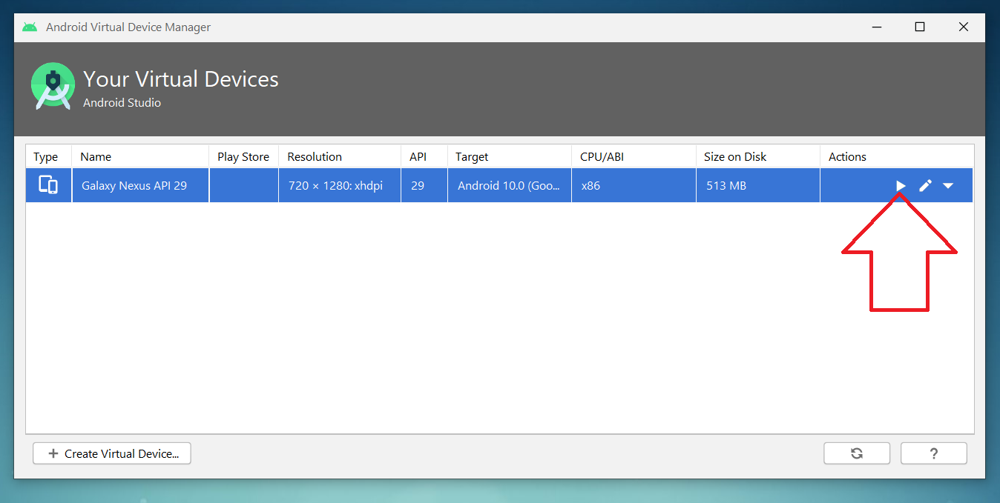 Android Virtual Device Manager
Your Virtual Devices
Android Studio
Type Name Play Store Resolution API Target CPU/ABI Size on Disk Actions
Galaxy Nexus API 29 720 × 1280: xhdpi 29 Android 10.0 (Goo... x86 513 MB
+ Create Virtual Device... ?